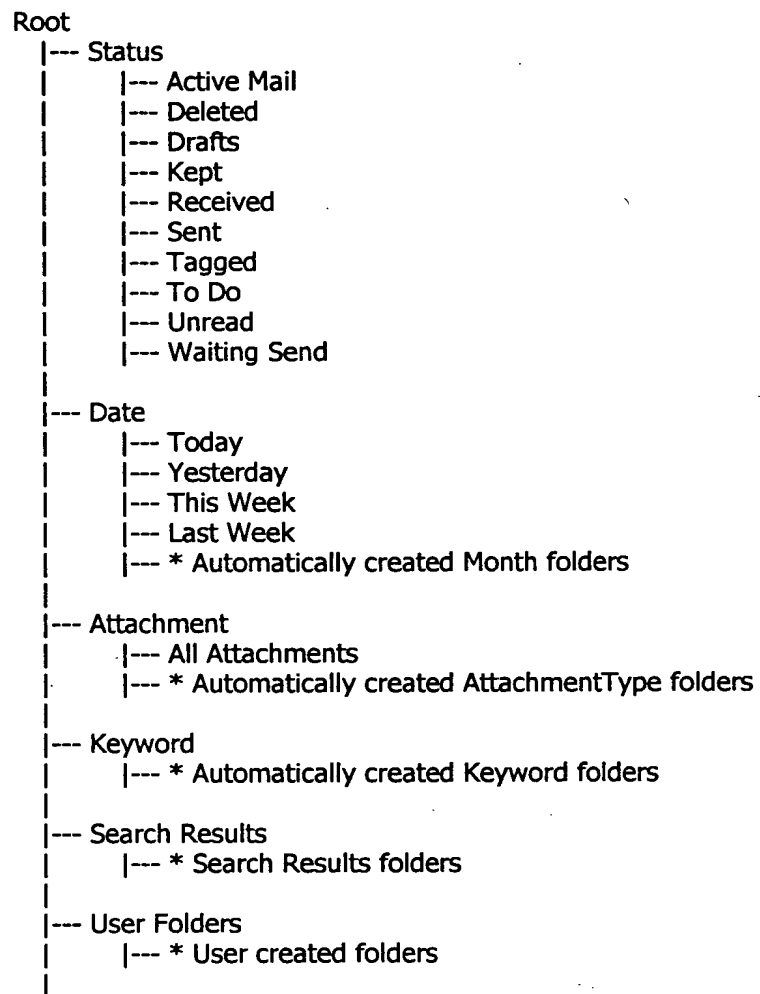 Root
|--- Status
| |--- Active Mail
| |--- Deleted
| |--- Drafts
| |--- Kept
| |--- Received
| |--- Sent
| |--- Tagged
| |--- To Do
| |--- Unread
| |--- Waiting Send
|
|--- Date
| |--- Today
| |--- Yesterday
| |--- This Week
| |--- Last Week
| |--- * Automatically created Month folders
|
|--- Attachment
| |--- All Attachments
| |--- * Automatically created AttachmentType folders
|
|--- Keyword
| |--- * Automatically created Keyword folders
|
|--- Search Results
| |--- * Search Results folders
|
|--- User Folders
| |--- * User created folders
|